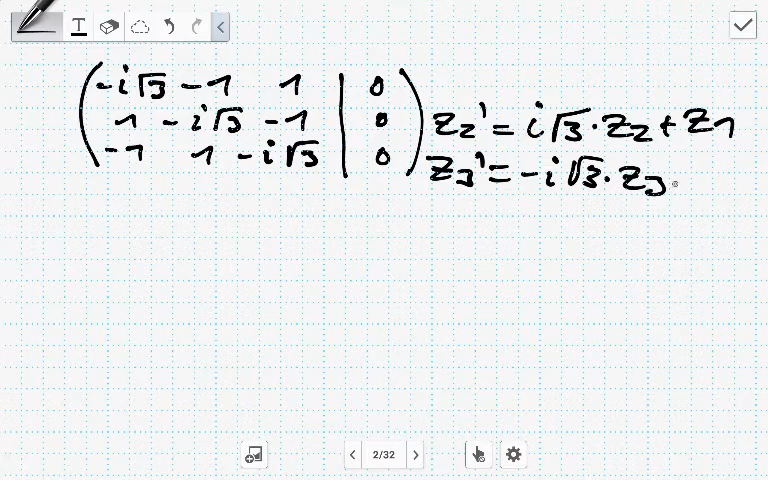 T
-i√3 -1 1 | 0
1 -i√3 -1 | 0 z2' = i√3·z2+z1
-1 1 -i√3 | 0 z3' = -i√3·z3
2/32